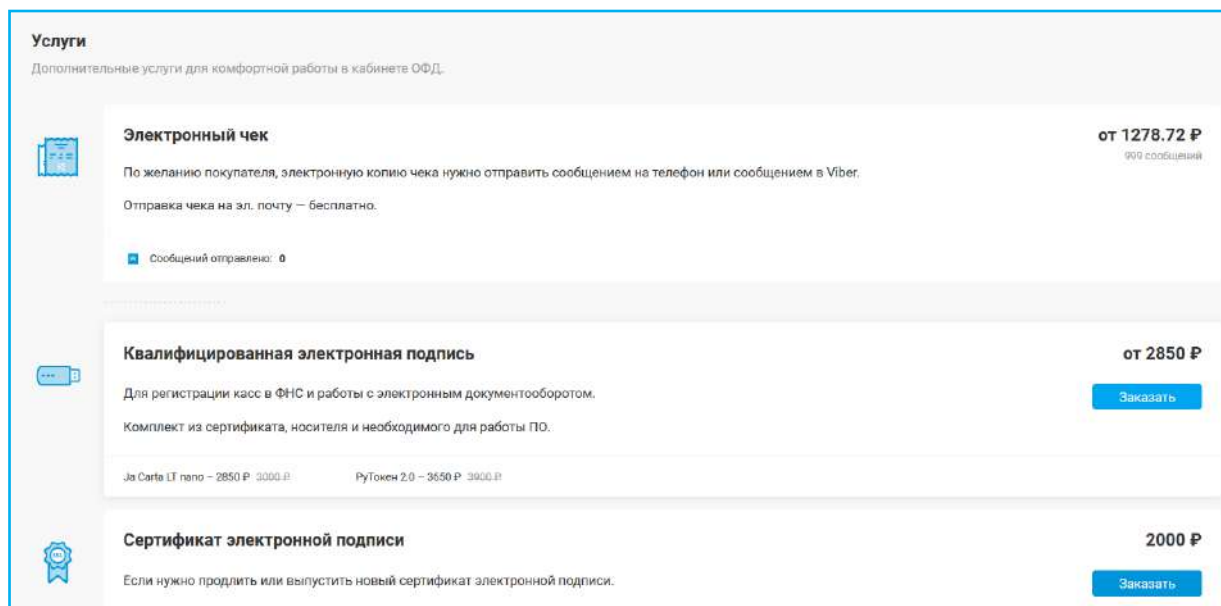 Услуги
Дополнительные услуги для комфортной работы в кабинете ОФД.
Электронный чек
от 1278.72 ₽
999 сообщений
По желанию покупателя, электронную копию чека нужно отправить сообщением на телефон или сообщением в Viber.
Отправка чека на эл. почту — бесплатно.
Сообщений отправлено: 0
Квалифицированная электронная подпись
от 2850 ₽
Для регистрации касс в ФНС и работы с электронным документооборотом.
Заказать
Комплект из сертификата, носителя и необходимого для работы ПО.
Ja Carta LT nano – 2850 ₽ 3000 ₽ РуТокен 2.0 – 3650 ₽ 3900 ₽
Сертификат электронной подписи
2000 ₽
Если нужно продлить или выпустить новый сертификат электронной подписи.
Заказать